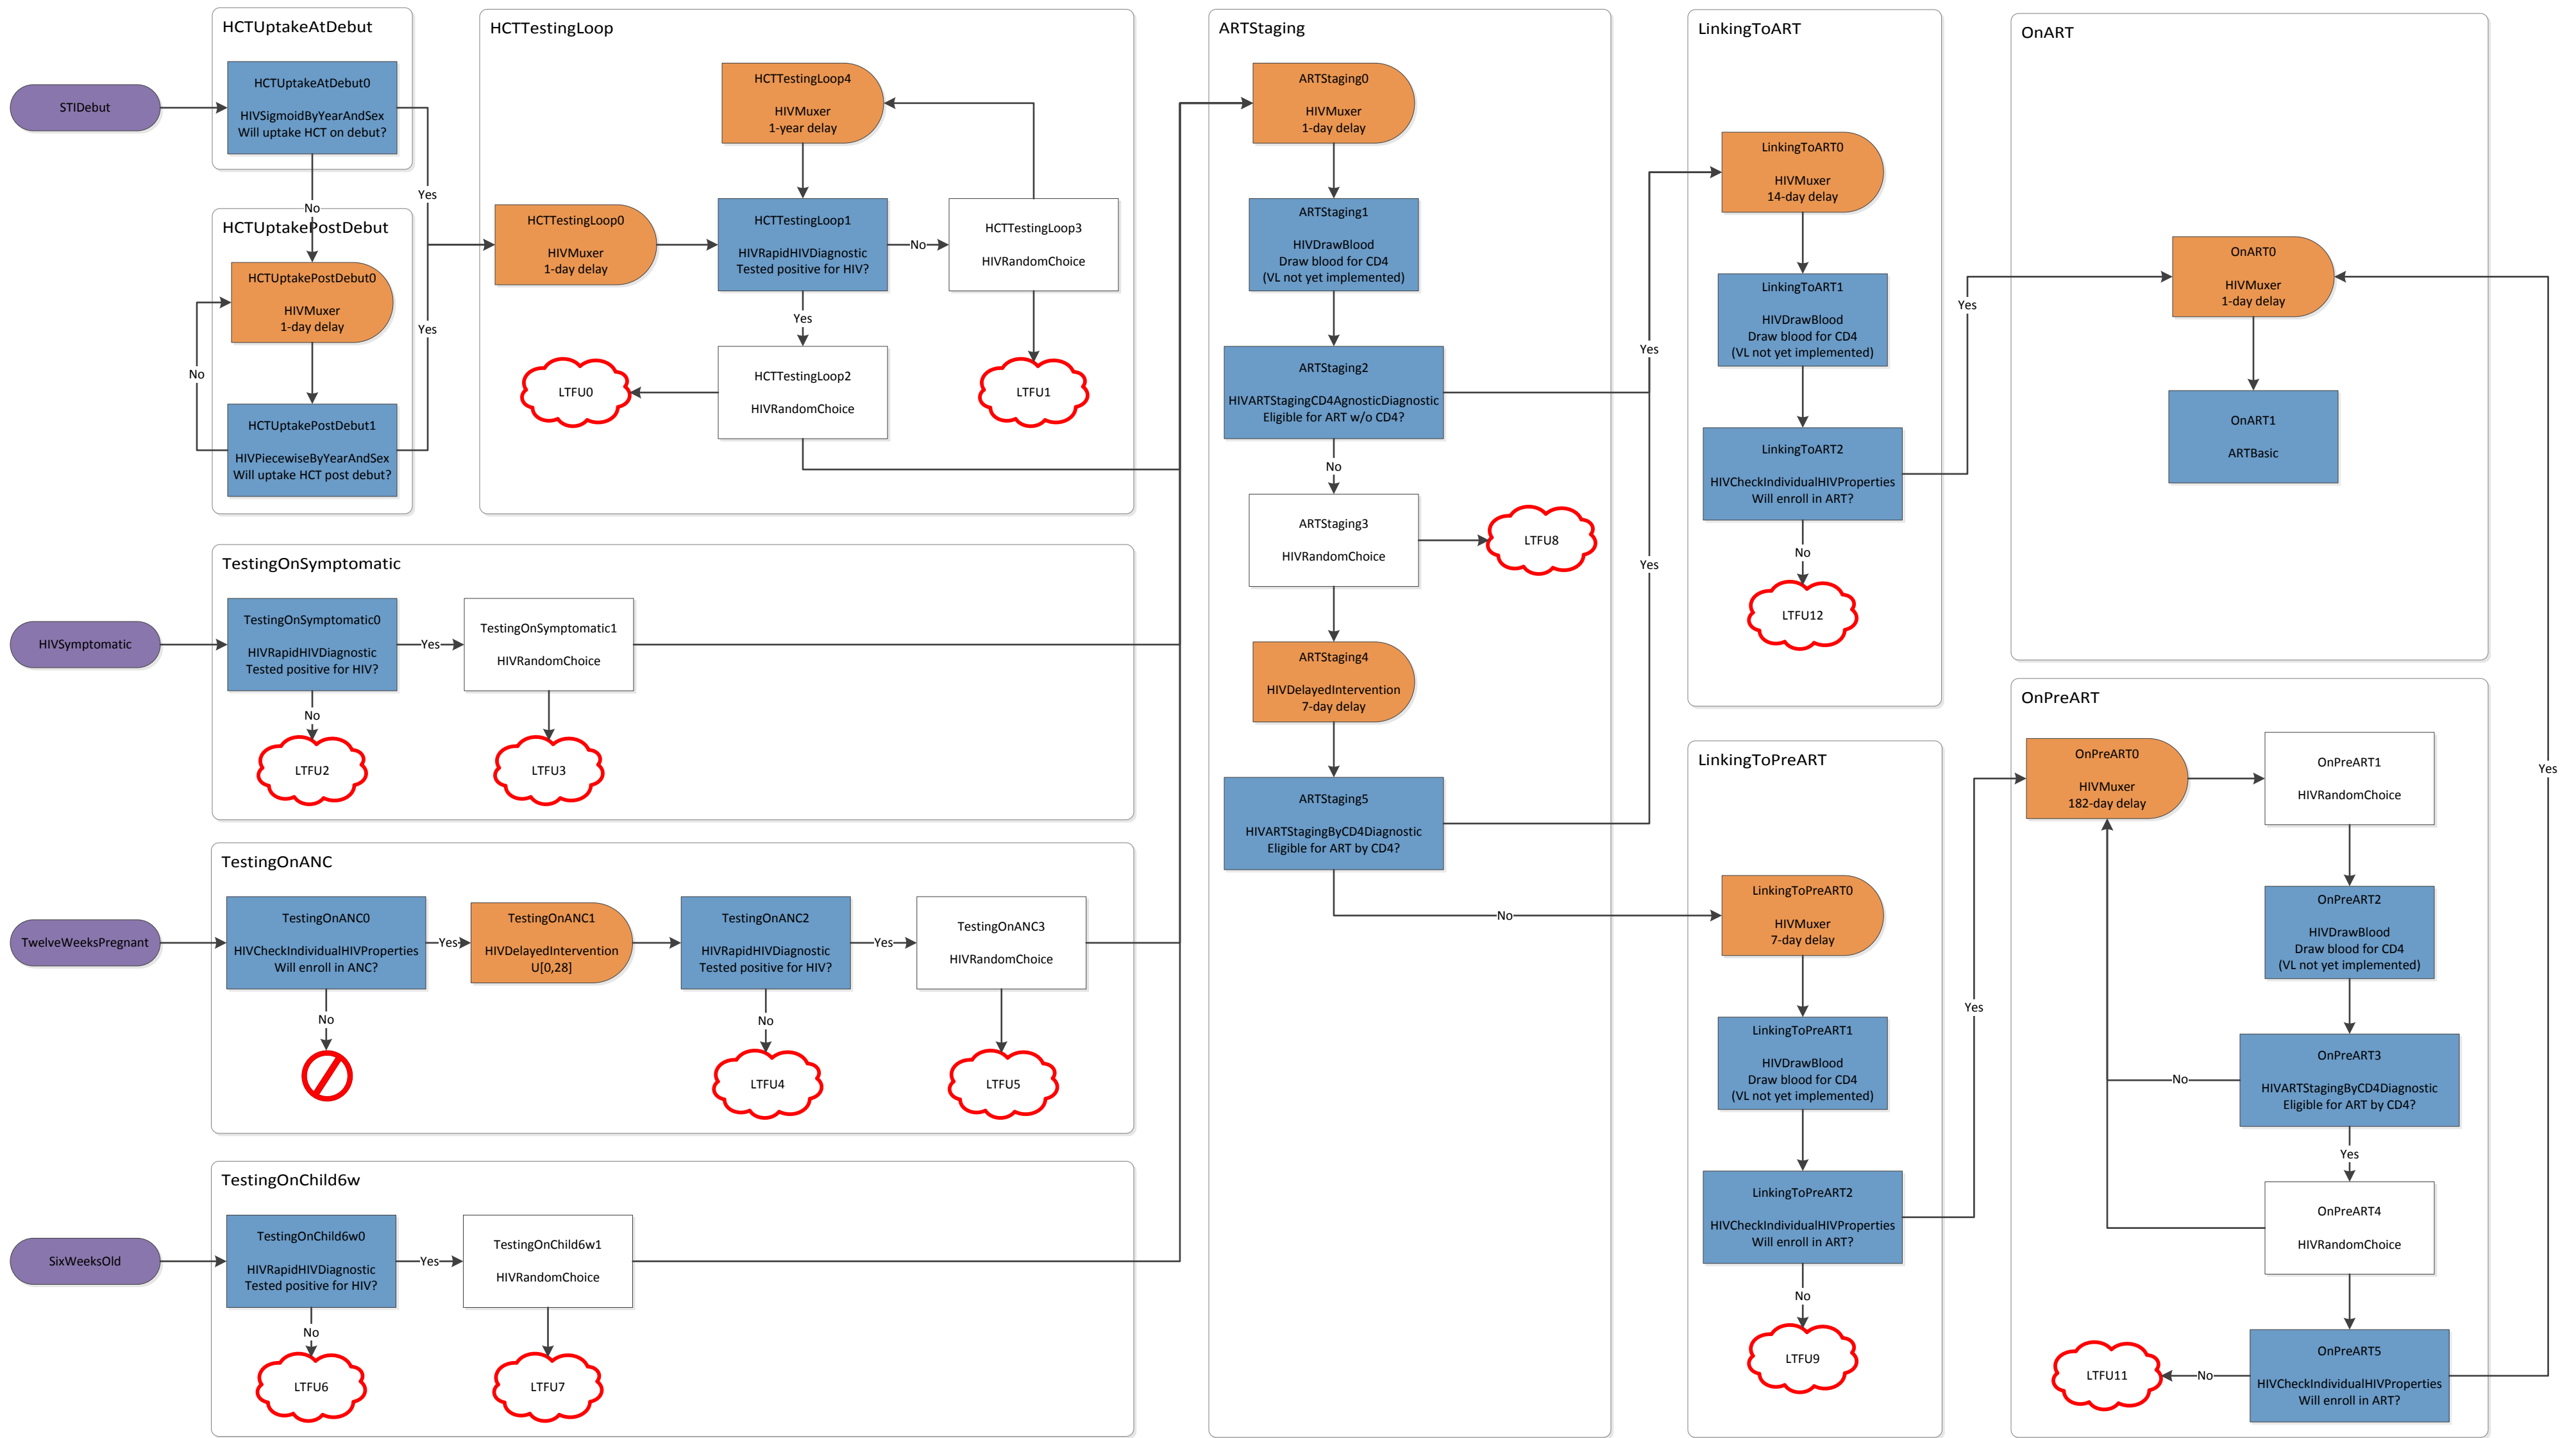 HCTUptakeAtDebut
HCTUptakeAtDebut0
HIVSigmoidByYearAndSex
Will uptake HCT on debut?
STIDebut
No
Yes
HCTUptakePostDebut
HCTUptakePostDebut0
HIVMuxer
1-day delay
No
Yes
HCTUptakePostDebut1
HIVPiecewiseByYearAndSex
Will uptake HCT post debut?
HCTTestingLoop
HCTTestingLoop4
HIVMuxer
1-year delay
HCTTestingLoop0
HIVMuxer
1-day delay
HCTTestingLoop1
HIVRapidHIVDiagnostic
Tested positive for HIV?
No
HCTTestingLoop3
HIVRandomChoice
Yes
LTFU0
HCTTestingLoop2
HIVRandomChoice
LTFU1
TestingOnSymptomatic
HIVSymptomatic
TestingOnSymptomatic0
HIVRapidHIVDiagnostic
Tested positive for HIV?
Yes
TestingOnSymptomatic1
HIVRandomChoice
No
LTFU2
LTFU3
TestingOnANC
TwelveWeeksPregnant
TestingOnANC0
HIVCheckIndividualHIVProperties
Will enroll in ANC?
Yes
TestingOnANC1
HIVDelayedIntervention
U[0,28]
TestingOnANC2
HIVRapidHIVDiagnostic
Tested positive for HIV?
Yes
TestingOnANC3
HIVRandomChoice
No
No
LTFU4
LTFU5
TestingOnChild6w
SixWeeksOld
TestingOnChild6w0
HIVRapidHIVDiagnostic
Tested positive for HIV?
Yes
TestingOnChild6w1
HIVRandomChoice
No
LTFU6
LTFU7
ARTStaging
ARTStaging0
HIVMuxer
1-day delay
ARTStaging1
HIVDrawBlood
Draw blood for CD4
(VL not yet implemented)
ARTStaging2
HIVARTStagingCD4AgnosticDiagnostic
Eligible for ART w/o CD4?
Yes
No
ARTStaging3
HIVRandomChoice
LTFU8
Yes
ARTStaging4
HIVDelayedIntervention
7-day delay
ARTStaging5
HIVARTStagingByCD4Diagnostic
Eligible for ART by CD4?
No
LinkingToART
LinkingToART0
HIVMuxer
14-day delay
LinkingToART1
HIVDrawBlood
Draw blood for CD4
(VL not yet implemented)
LinkingToART2
HIVCheckIndividualHIVProperties
Will enroll in ART?
Yes
No
LTFU12
LinkingToPreART
LinkingToPreART0
HIVMuxer
7-day delay
LinkingToPreART1
HIVDrawBlood
Draw blood for CD4
(VL not yet implemented)
LinkingToPreART2
HIVCheckIndividualHIVProperties
Will enroll in ART?
Yes
No
LTFU9
OnART
OnART0
HIVMuxer
1-day delay
OnART1
ARTBasic
OnPreART
OnPreART0
HIVMuxer
182-day delay
OnPreART1
HIVRandomChoice
Yes
OnPreART2
HIVDrawBlood
Draw blood for CD4
(VL not yet implemented)
OnPreART3
HIVARTStagingByCD4Diagnostic
Eligible for ART by CD4?
No
Yes
OnPreART4
HIVRandomChoice
OnPreART5
HIVCheckIndividualHIVProperties
Will enroll in ART?
No
LTFU11